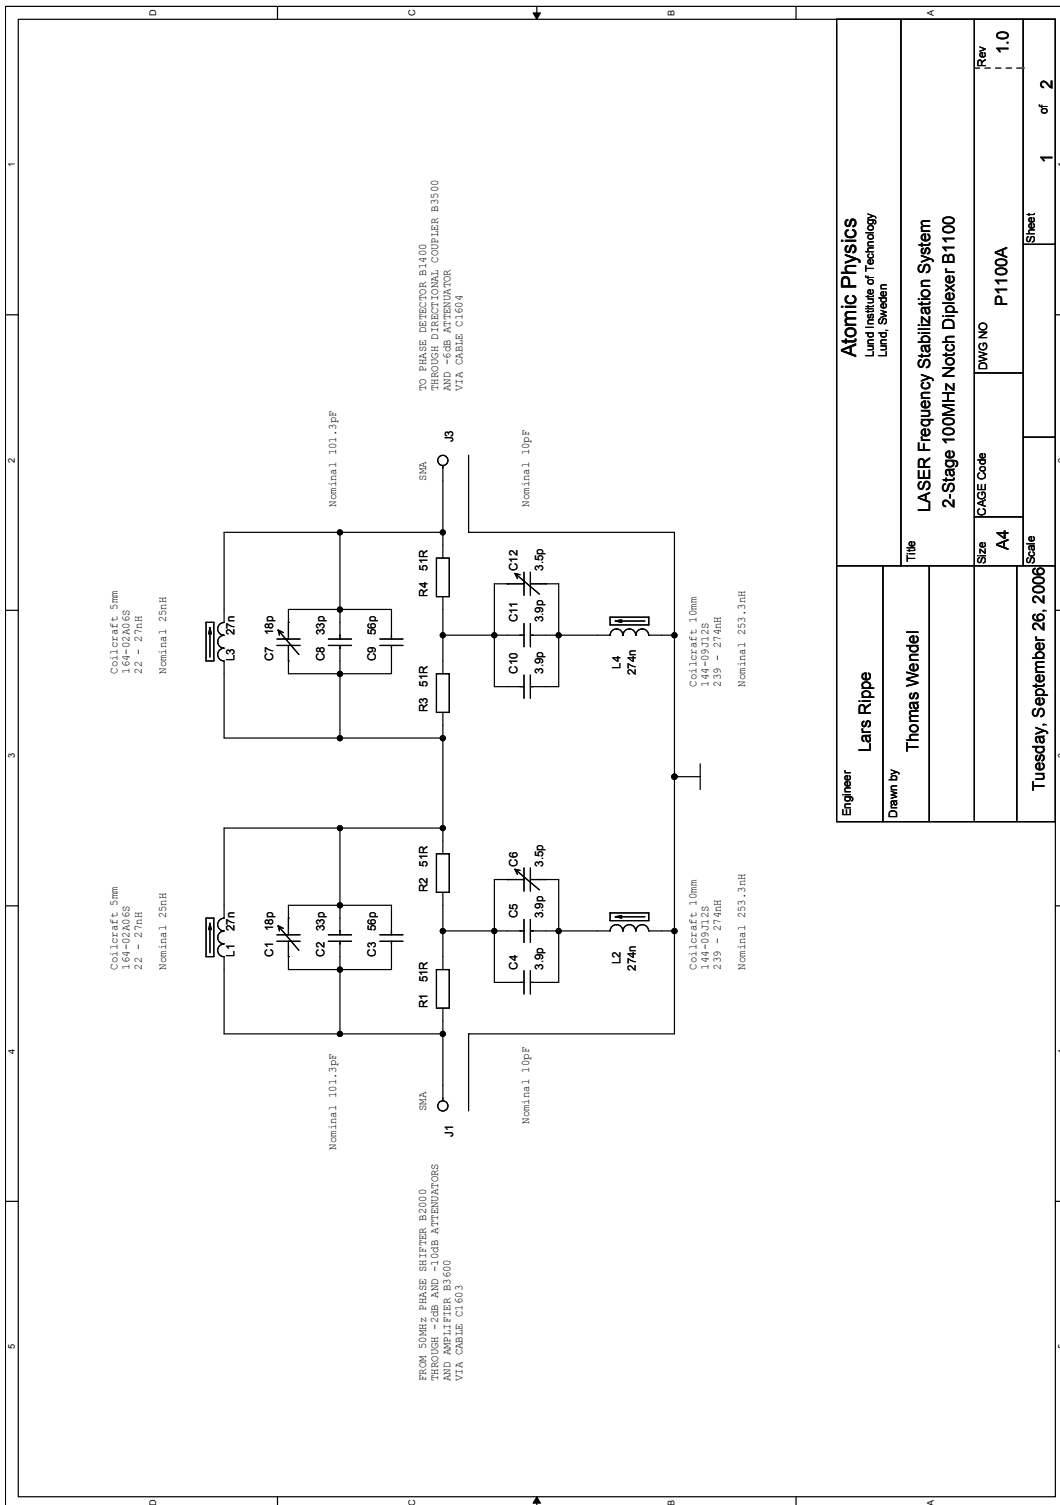 5
4
3
2
1
D
C
B
A
Coilcraft 5mm
164-02A06S
22 - 27nH
Nominal 25nH
L1 27n
C1 18p
C2 33p
C3 56p
Nominal 101.3pF
Coilcraft 5mm
164-02A06S
22 - 27nH
Nominal 25nH
L3 27n
C7 18p
C8 33p
C9 56p
Nominal 101.3pF
FROM 50MHz PHASE SHIFTER B2000
THROUGH -2dB AND -10dB ATTENUATORS
AND AMPLIFIER B3600
VIA CABLE C1603
SMA
J1
R1 51R
R2 51R
R3 51R
R4 51R
SMA
J3
TO PHASE DETECTOR B1400
THROUGH DIRECTIONAL COUPLER B3500
AND -6dB ATTENUATOR
VIA CABLE C1604
Nominal 10pF
C4
3.9p
C5
3.9p
C6
3.5p
C10
3.9p
C11
3.9p
C12
3.5p
Nominal 10pF
L2
274n
L4
274n
Coilcraft 10mm
144-09J12S
239 - 274nH
Nominal 253.3nH
Coilcraft 10mm
144-09J12S
239 - 274nH
Nominal 253.3nH
D
C
B
Engineer
Lars Rippe
Drawn by
Thomas Wendel
Tuesday, September 26, 2006
Atomic Physics
Lund Institute of Technology
Lund, Sweden
Title
LASER Frequency Stabilization System
2-Stage 100MHz Notch Diplexer B1100
Size
A4
CAGE Code
DWG NO
P1100A
Rev
1.0
Scale
Sheet
1 of 2